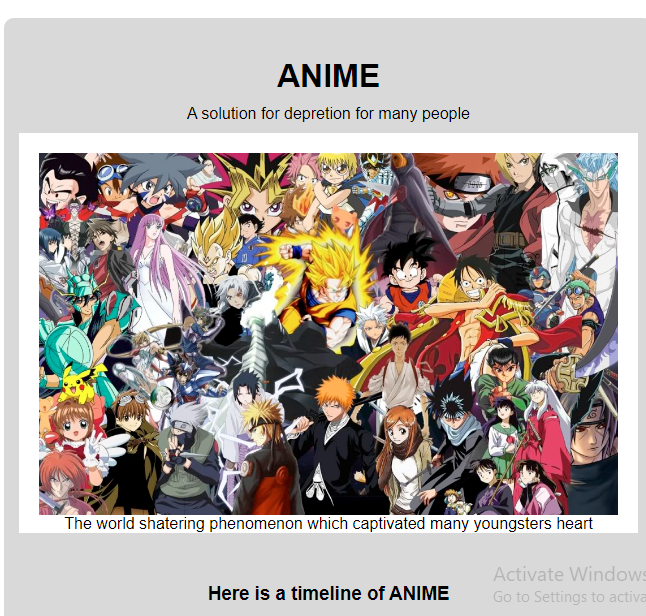 ANIME
A solution for depretion for many people
The world shatering phenomenon which captivated many youngsters heart
Here is a timeline of ANIME
Activate Windows
Go to Settings to activa